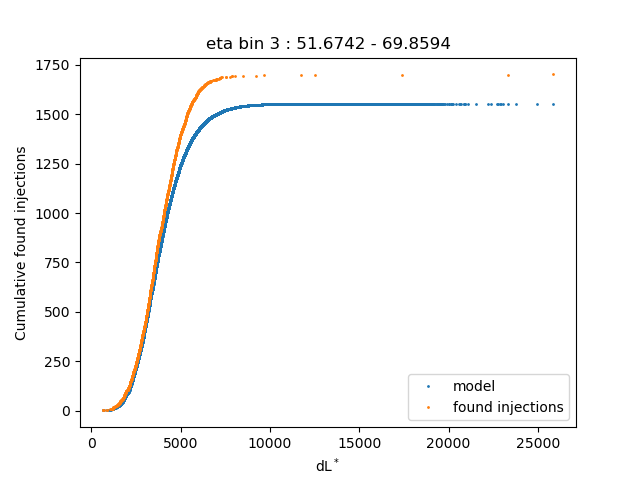 eta bin 3 : 51.6742 - 69.8594
Cumulative found injections
1750
1500
1250
1000
750
500
250
0
0 5000 10000 15000 20000 25000
dL*
model
found injections